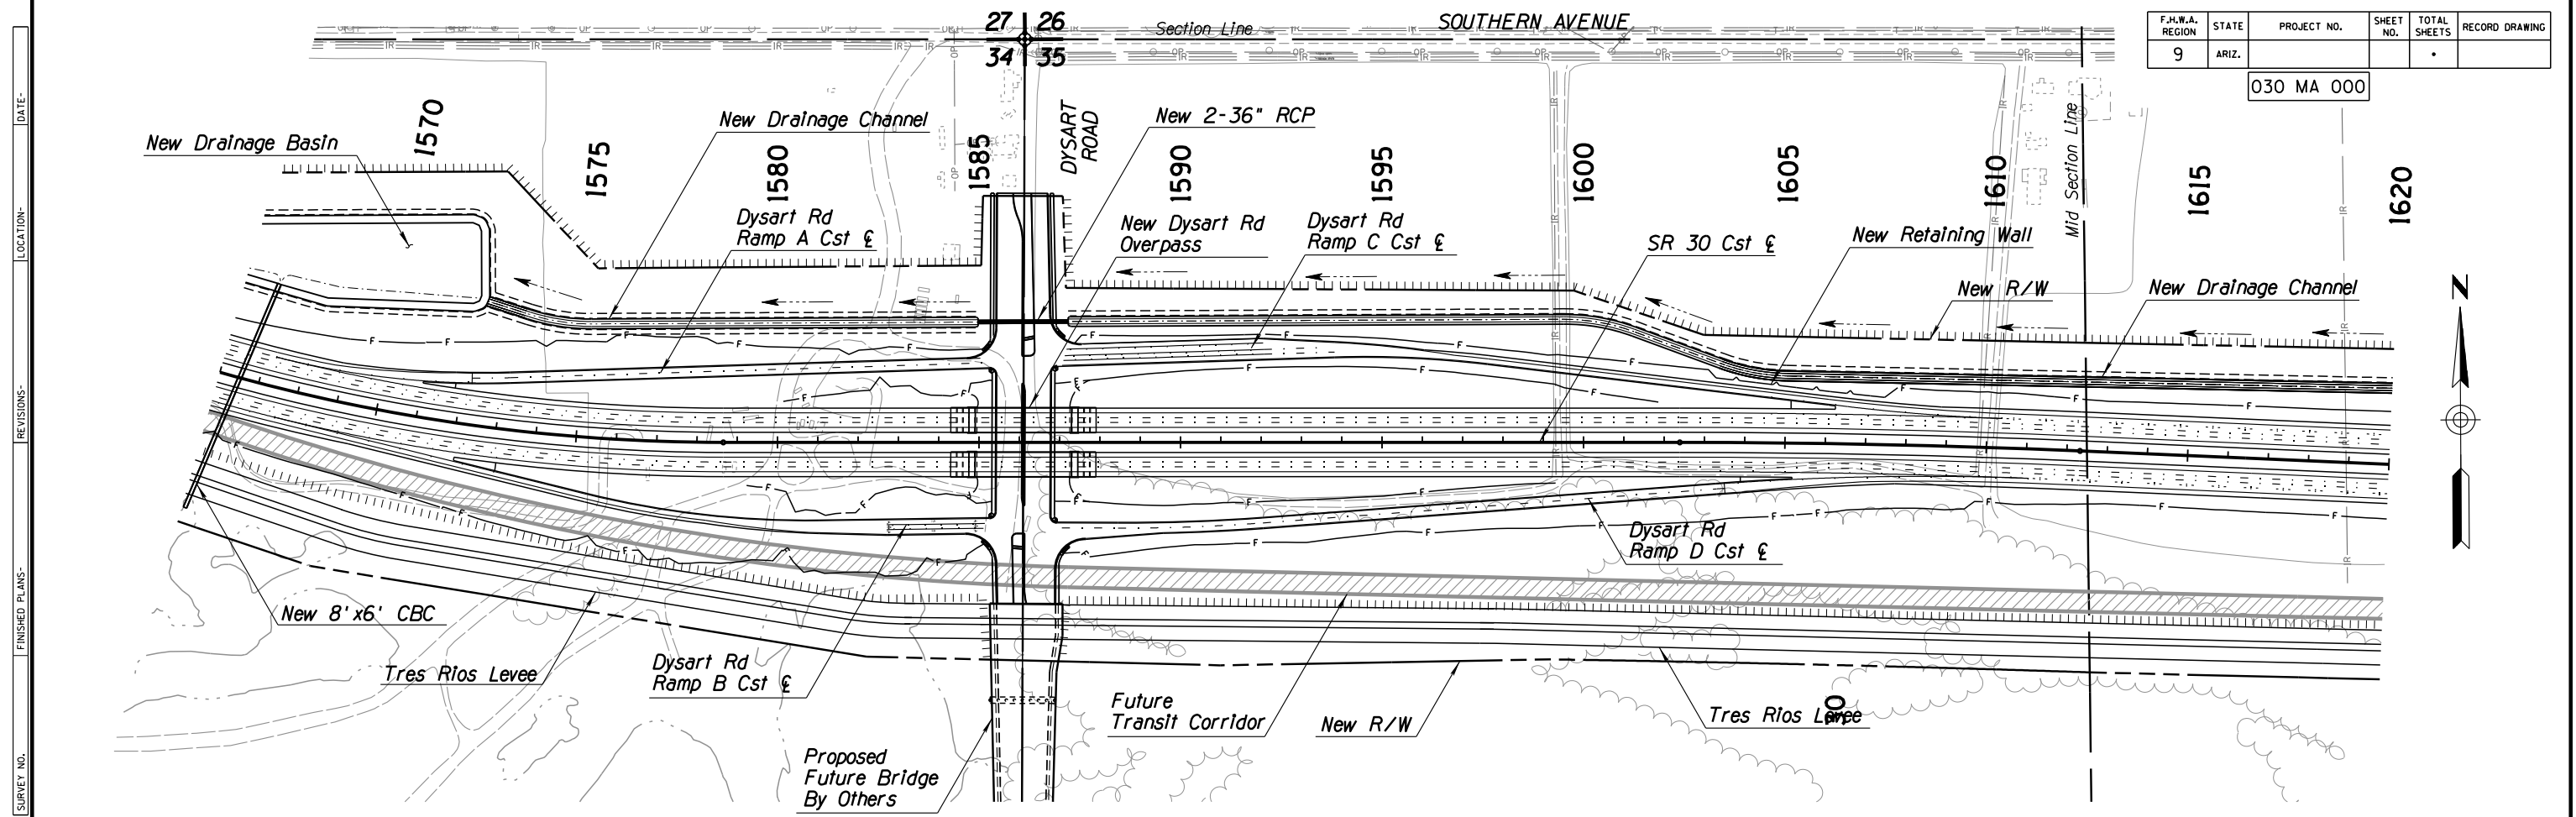 27 26
34 35
Section Line
SOUTHERN AVENUE
F.H.W.A. REGION
STATE
PROJECT NO.
SHEET NO.
TOTAL SHEETS
RECORD DRAWING
9
ARIZ.
030 MA 000
DATE-
LOCATION-
REVISIONS-
FINISHED PLANS-
SURVEY NO.
New Drainage Basin
1570
New Drainage Channel
1575
1580
1585
DYSART
ROAD
New 2-36" RCP
1590
1595
1600
1605
1610
Mid Section Line
1615
1620
Dysart Rd
Ramp A Cst ℄
New Dysart Rd
Overpass
Dysart Rd
Ramp C Cst ℄
SR 30 Cst ℄
New Retaining Wall
New R/W
New Drainage Channel
N
New 8'x6' CBC
Tres Rios Levee
Dysart Rd
Ramp B Cst ℄
Proposed
Future Bridge
By Others
Future
Transit Corridor
New R/W
Dysart Rd
Ramp D Cst ℄
Tres Rios Levee